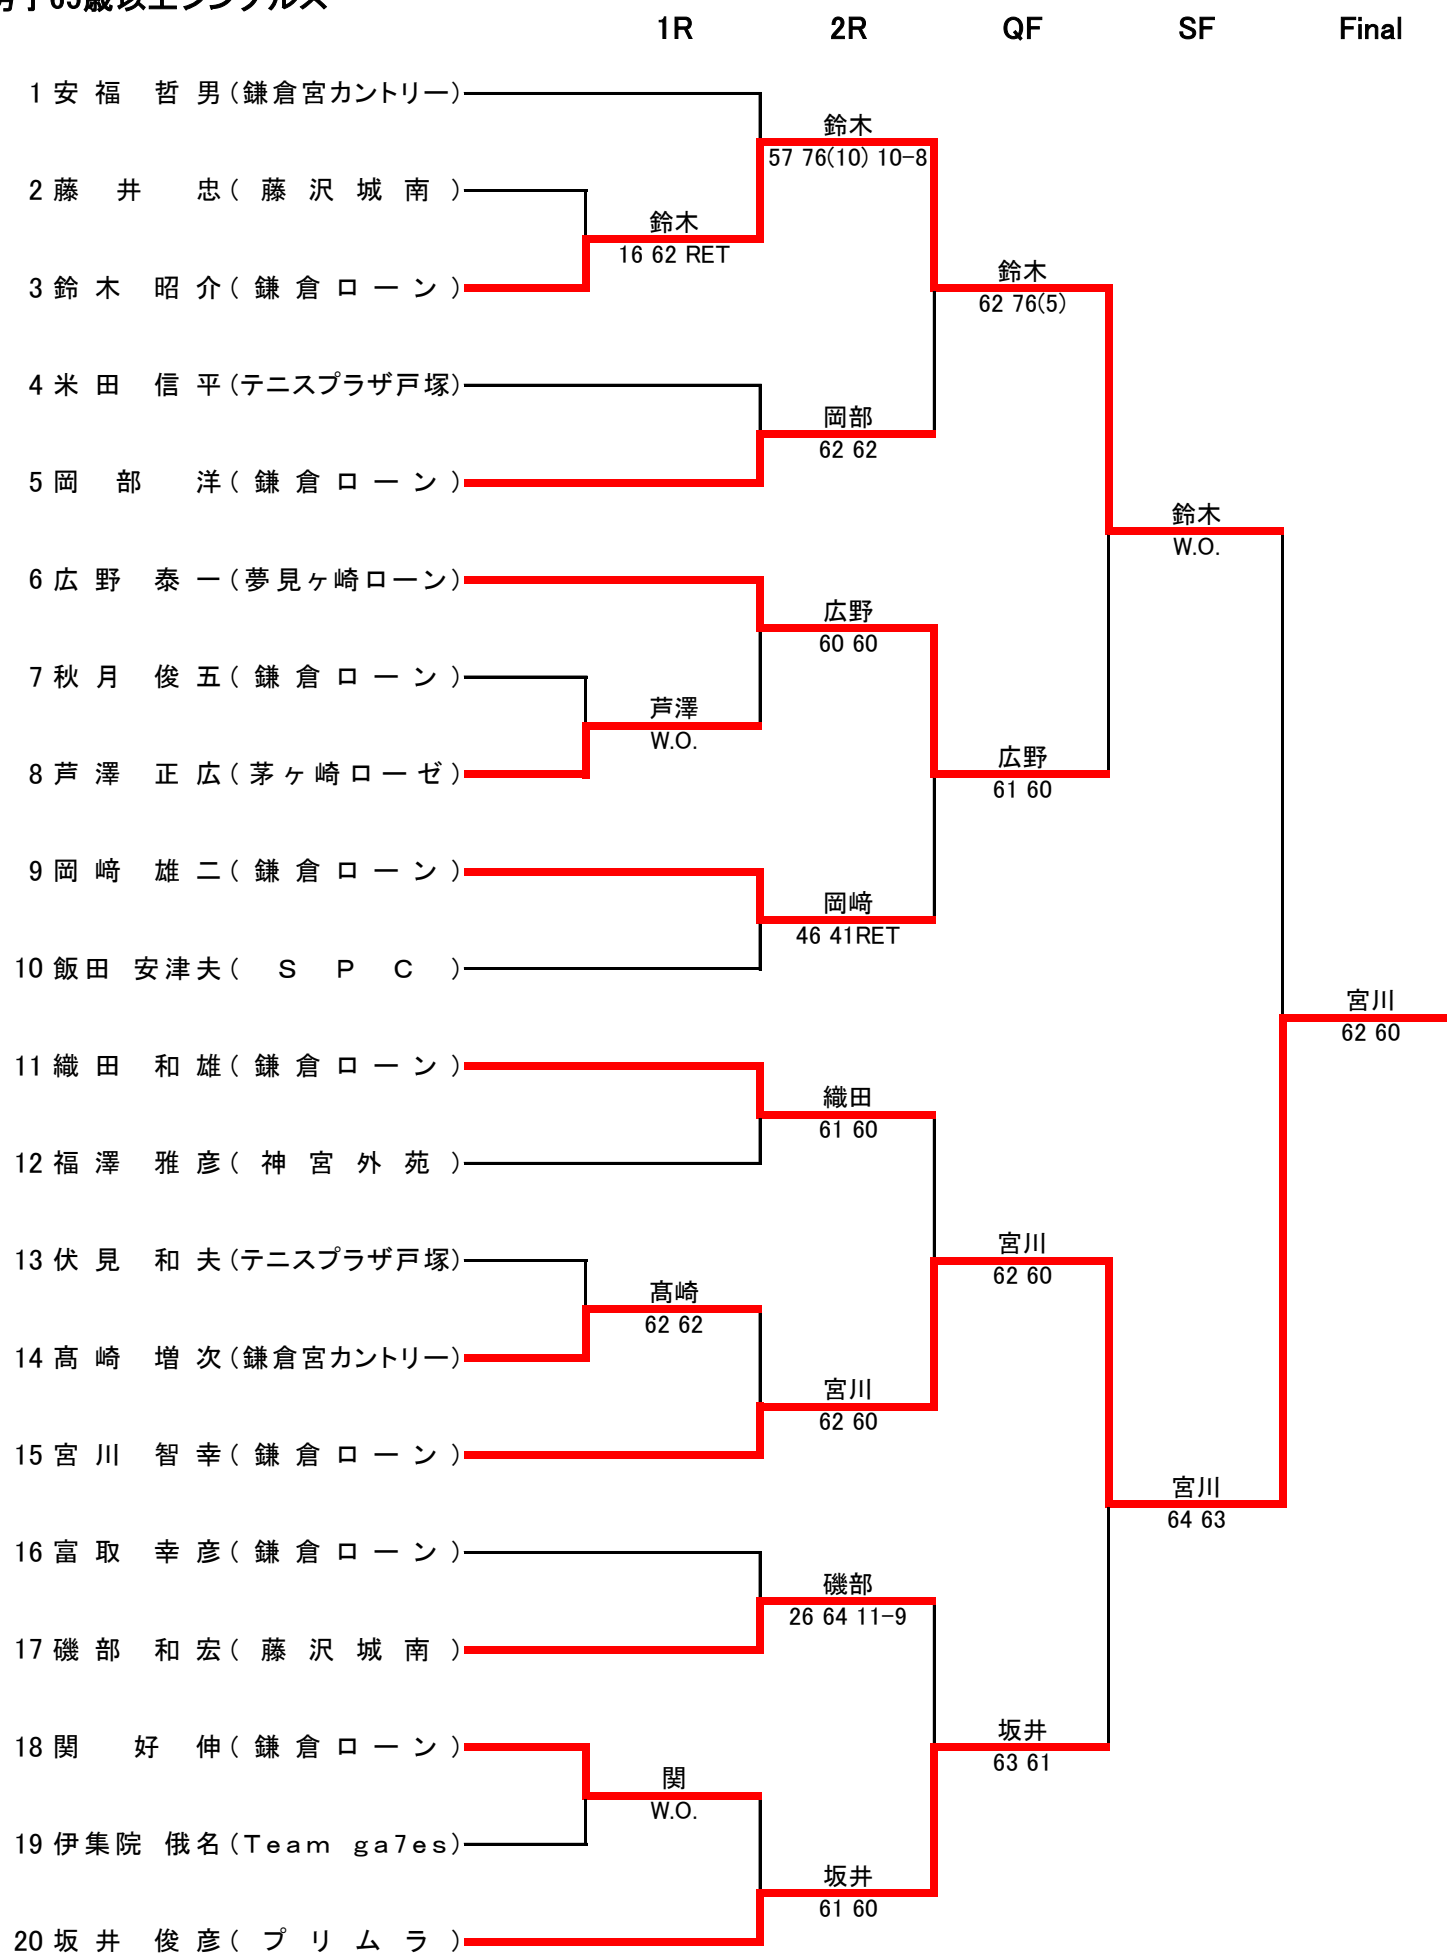 男子65歳以上シングルス
1R 2R QF SF Final
1 安福 哲男(鎌倉宮カントリー)
鈴木
57 76(10) 10-8
2 藤井 忠(藤沢城南)
鈴木
16 62 RET
3 鈴木 昭介(鎌倉ローン)
鈴木
62 76(5)
4 米田 信平(テニスプラザ戸塚)
岡部
62 62
5 岡部 洋(鎌倉ローン)
鈴木
W.O.
6 広野 泰一(夢見ヶ崎ローン)
広野
60 60
7 秋月 俊五(鎌倉ローン)
芦澤
W.O.
8 芦澤 正広(茅ヶ崎ローゼ)
広野
61 60
9 岡﨑 雄二(鎌倉ローン)
岡﨑
46 41RET
10 飯田 安津夫(SPC)
宮川
62 60
11 織田 和雄(鎌倉ローン)
織田
61 60
12 福澤 雅彦(神宮外苑)
13 伏見 和夫(テニスプラザ戸塚)
宮川
62 60
髙崎
62 62
14 髙崎 増次(鎌倉宮カントリー)
宮川
62 60
15 宮川 智幸(鎌倉ローン)
宮川
64 63
16 富取 幸彦(鎌倉ローン)
磯部
26 64 11-9
17 磯部 和宏(藤沢城南)
18 関 好伸(鎌倉ローン)
坂井
63 61
関
W.O.
19 伊集院 俄名(Team ga7es)
坂井
61 60
20 坂井 俊彦(プリムラ)